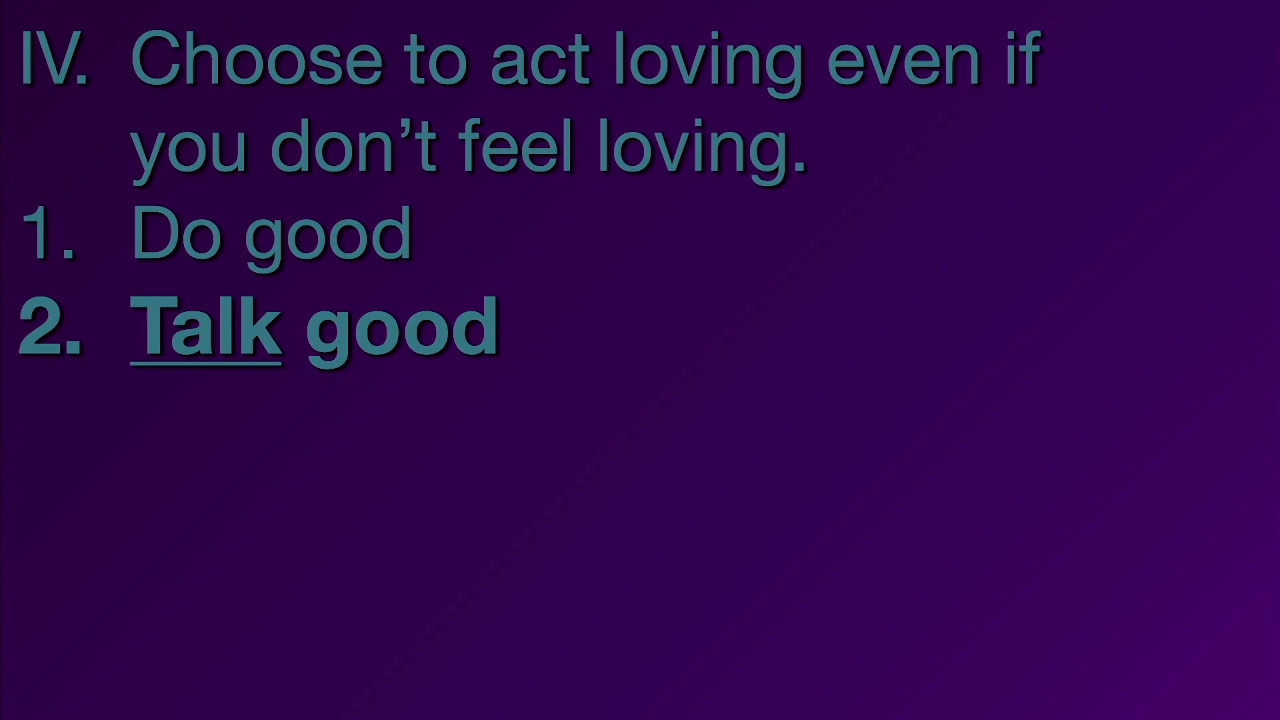 IV. Choose to act loving even if
you don’t feel loving.
1. Do good
2. Talk good